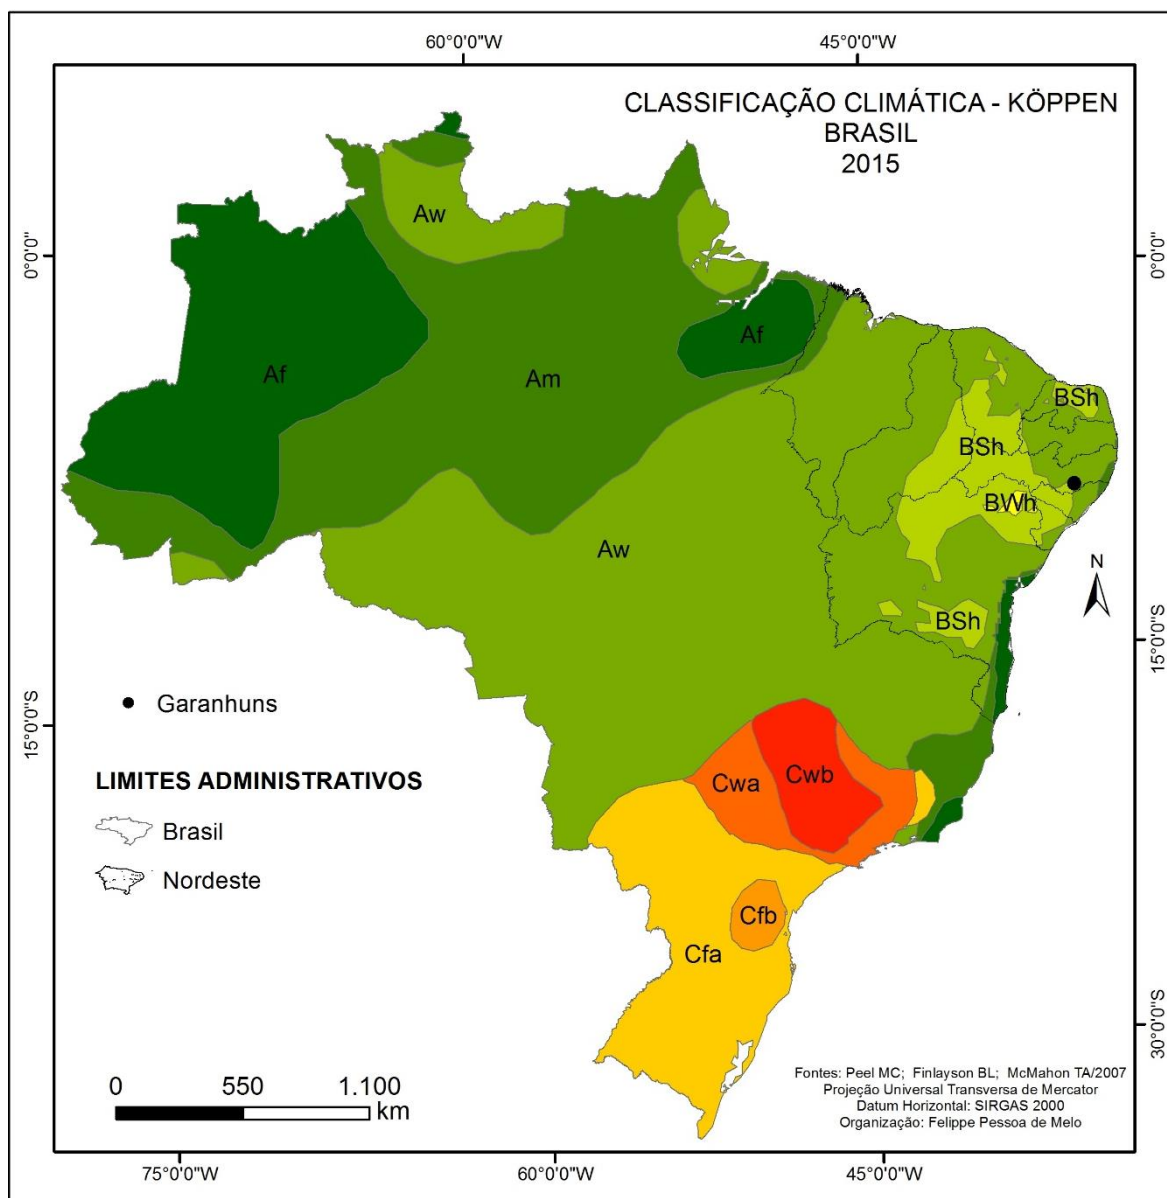 60°0'0"W
45°0'0"W
CLASSIFICAÇÃO CLIMÁTICA - KÖPPEN
BRASIL
2015
0°0'0"
0°0'0"
Aw
Af
Af
Am
BSh
BSh
BWh
Aw
N
BSh
15°0'0"S
15°0'0"S
Garanhuns
LIMITES ADMINISTRATIVOS
Brasil
Nordeste
Cwa
Cwb
Cfb
Cfa
30°0'0"S
0 550 1.100
km
Fontes: Peel MC; Finlayson BL; McMahon TA/2007
Projeção Universal Transversa de Mercator
Datum Horizontal: SIRGAS 2000
Organização: Felippe Pessoa de Melo
75°0'0"W
60°0'0"W
45°0'0"W